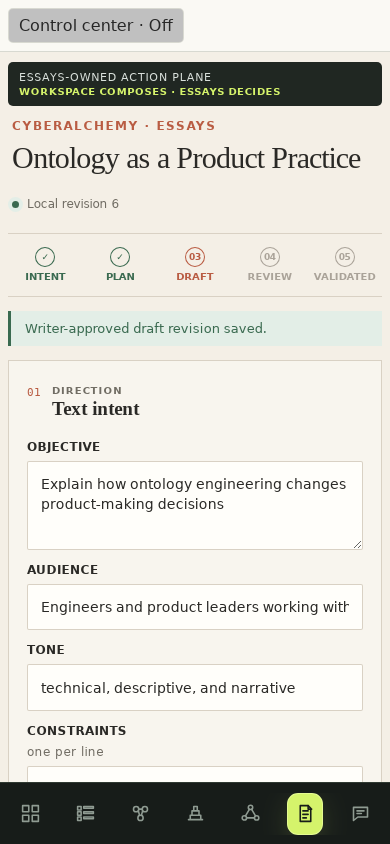 Control center · Off
ESSAYS-OWNED ACTION PLANE
WORKSPACE COMPOSES · ESSAYS DECIDES
CYBERALCHEMY · ESSAYS
Ontology as a Product Practice
Local revision 6
✓ ✓ 03 04 05
INTENT PLAN DRAFT REVIEW VALIDATED
Writer-approved draft revision saved.
01 DIRECTION
Text intent
OBJECTIVE
Explain how ontology engineering changes
product-making decisions
AUDIENCE
Engineers and product leaders working with
TONE
technical, descriptive, and narrative
CONSTRAINTS
one per line